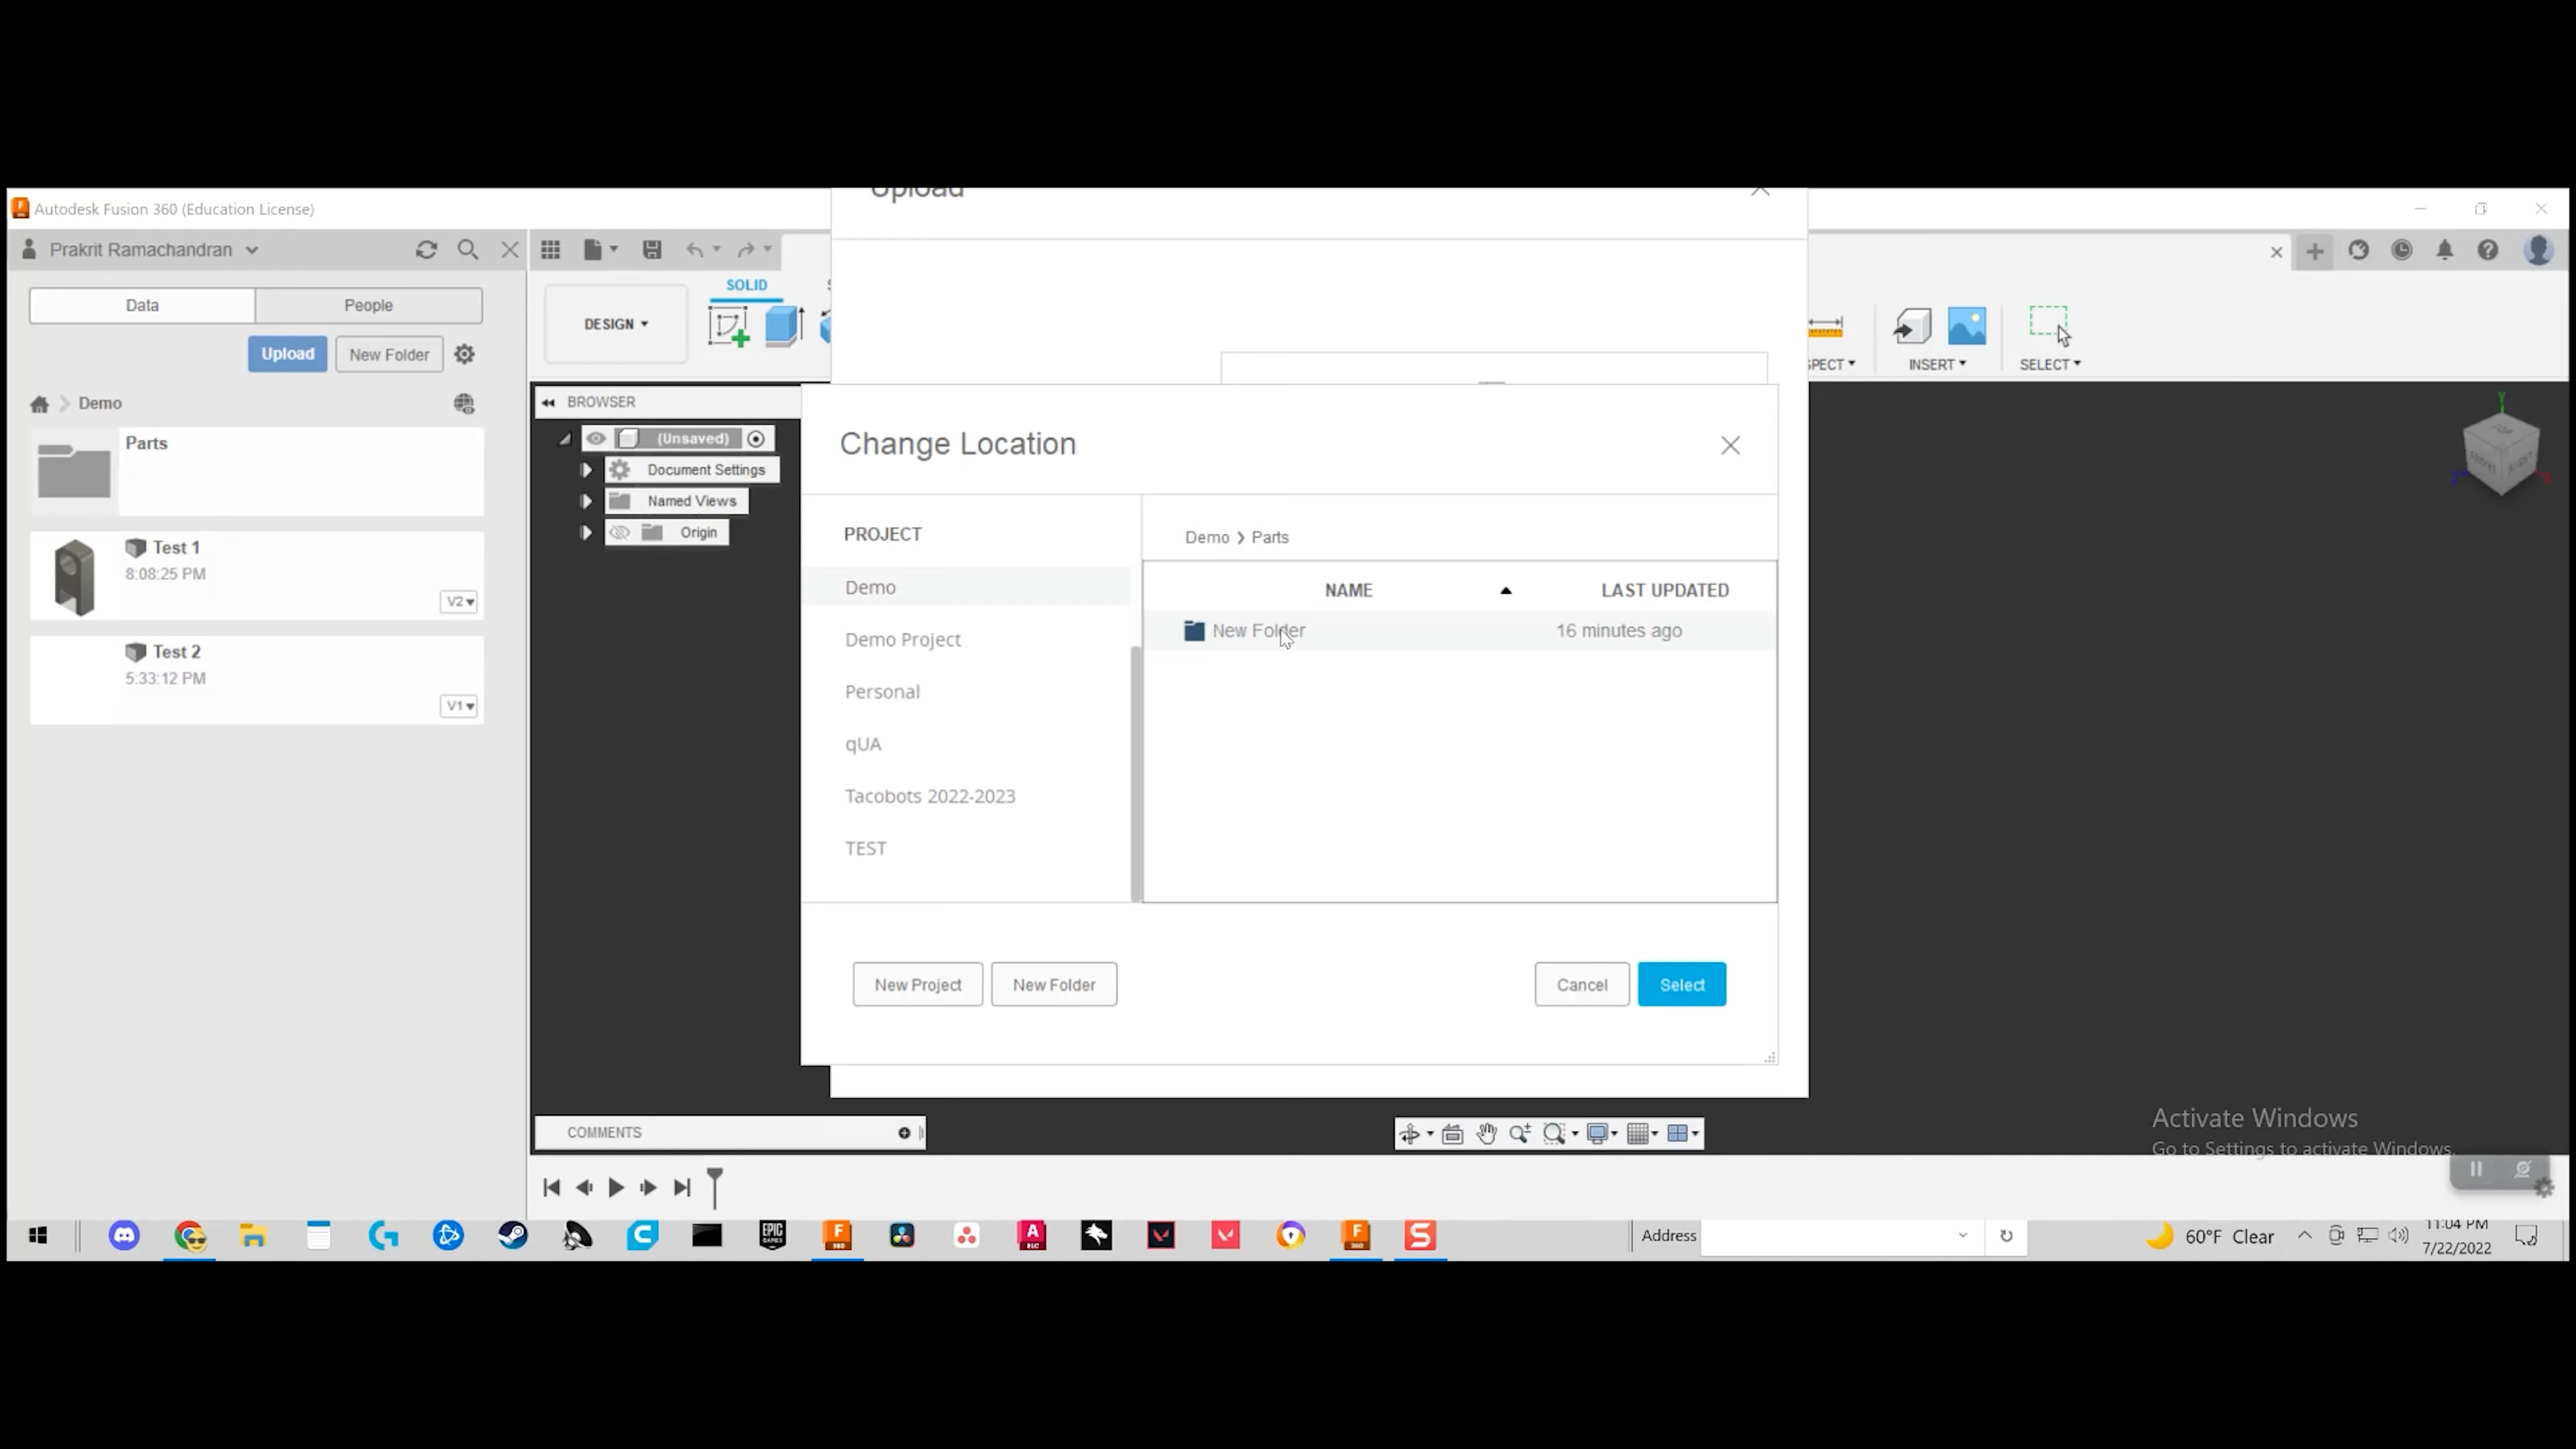 Upload
Autodesk Fusion 360 (Education License)
Prakrit Ramachandran
Data
People
Upload
New Folder
Demo
Parts
Test 1
8:08:25 PM
V2
Test 2
5:33:12 PM
V1
SOLID
DESIGN
INSERT
SELECT
BROWSER
(Unsaved)
Document Settings
Named Views
Origin
Change Location
PROJECT
Demo
Demo Project
Personal
qUA
Tacobots 2022-2023
TEST
Demo > Parts
NAME
LAST UPDATED
New Folder
16 minutes ago
New Project
New Folder
Cancel
Select
TOP
RIGHT
COMMENTS
Activate Windows
Go to Settings to activate Windows.
Address
60°F Clear
11:04 PM
7/22/2022